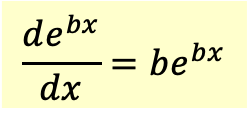 de^{bx}/dx = be^{bx}